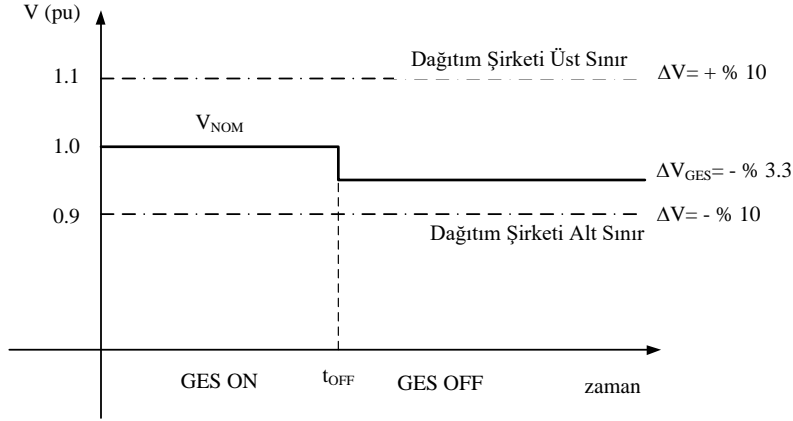 V (pu)
Dağıtım Şirketi Üst Sınır
1.1
ΔV= + % 10
V_NOM
1.0
ΔV_GES= - % 3.3
0.9
ΔV= - % 10
Dağıtım Şirketi Alt Sınır
GES ON
t_OFF
GES OFF
zaman